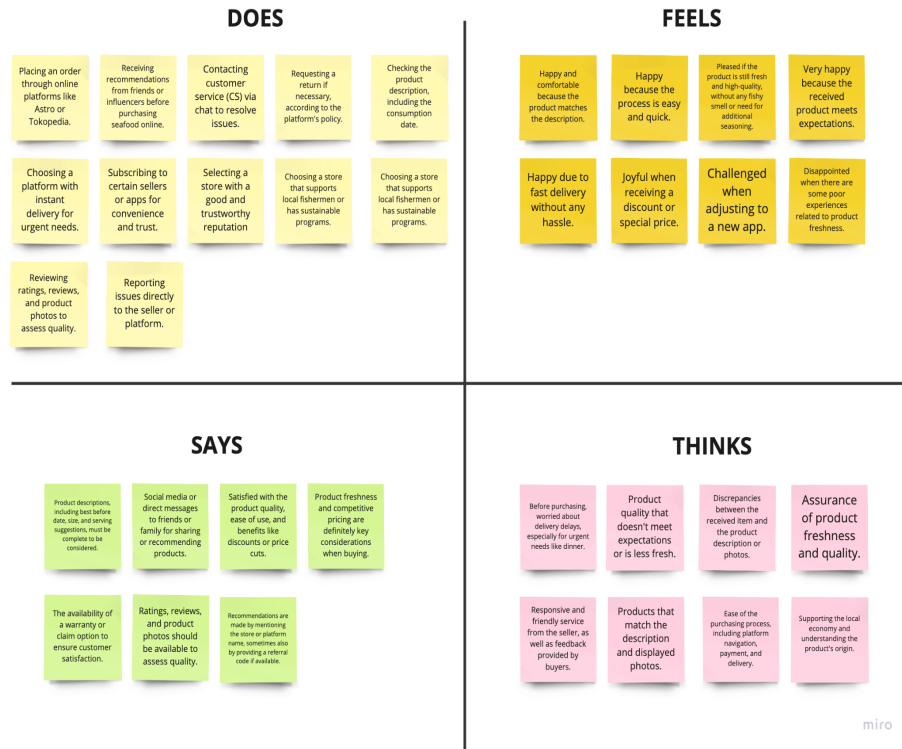 DOES
Placing an order
through online
platforms like
Astro or
Tokopedia.
Receiving
recommendations
from friends or
influencers before
purchasing
seafood online.
Contacting
customer
service (CS) via
chat to resolve
issues.
Requesting a
return if
necessary,
according to the
platform's policy.
Checking the
product
description,
including the
consumption
date.
Choosing a
platform with
instant
delivery for
urgent needs.
Subscribing to
certain sellers
or apps for
convenience
and trust.
Selecting a
store with a
good and
trustworthy
reputation
Choosing a store
that supports
local fishermen or
has sustainable
programs.
Choosing a store
that supports
local fishermen or
has sustainable
programs.
Reviewing
ratings, reviews,
and product
photos to
assess quality.
Reporting
issues directly
to the seller or
platform.
FEELS
Happy and
comfortable
because the
product matches
the description.
Happy
because the
process is easy
and quick.
Pleased if the
product is still fresh
and high-quality,
without any fishy
smell or need for
additional
seasoning.
Very happy
because the
received
product meets
expectations.
Happy due to
fast delivery
without any
hassle.
Joyful when
receiving a
discount or
special price.
Challenged
when
adjusting to
a new app.
Disappointed
when there are
some poor
experiences
related to product
freshness.
SAYS
Product descriptions,
including best before
date, size, and serving
suggestions, must be
complete to be
considered.
Social media or
direct messages
to friends or
family for sharing
or recommending
products.
Satisfied with the
product quality,
ease of use, and
benefits like
discounts or price
cuts.
Product freshness
and competitive
pricing are
definitely key
considerations
when buying.
The availability of
a warranty or
claim option to
ensure customer
satisfaction.
Ratings, reviews,
and product
photos should
be available to
assess quality.
Recommendations are
made by mentioning
the store or platform
name, sometimes also
by providing a referral
code if available.
THINKS
Before purchasing,
worried about
delivery delays,
especially for urgent
needs like dinner.
Product
quality that
doesn't meet
expectations
or is less fresh.
Discrepancies
between the
received item and
the product
description or
photos.
Assurance
of product
freshness
and quality.
Responsive and
friendly service
from the seller, as
well as feedback
provided by
buyers.
Products that
match the
description
and displayed
photos.
Ease of the
purchasing process,
including platform
navigation,
payment, and
delivery.
Supporting the local
economy and
understanding the
product's origin.
miro